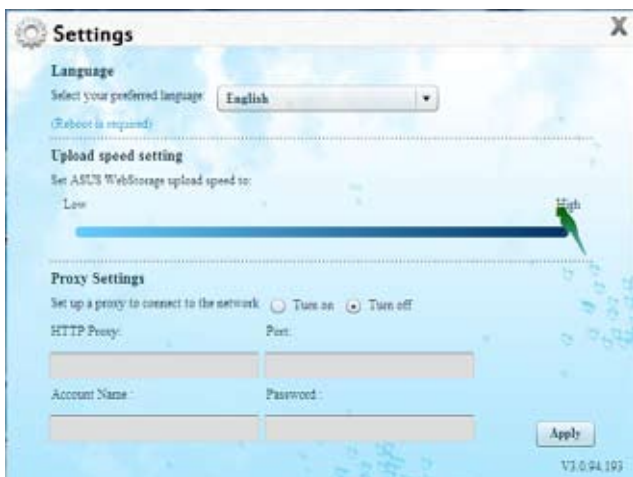 Settings
X
Language
Select your preferred language:
English
(Reboot is required)
Upload speed setting
Set ASUS WebStorage upload speed to:
Low
High
Proxy Settings
Set up a proxy to connect to the network
Turn on
Turn off
HTTP Proxy:
Port:
Account Name :
Password :
Apply
V3.0.94.193